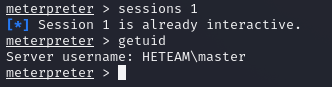 meterpreter > sessions 1
[*] Session 1 is already interactive.
meterpreter > getuid
Server username: HETEAM\master
meterpreter >